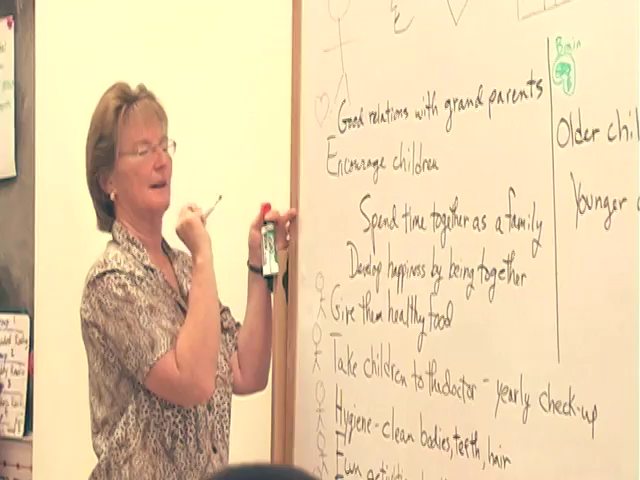 Brain
Good relations with grand parents
Encourage children
Older chil
Younger
Spend time together as a family
Develop happiness by being together
Give them healthy food
Take children to the doctor - yearly check-up
Hygiene - clean bodies, teeth, hair
Fun